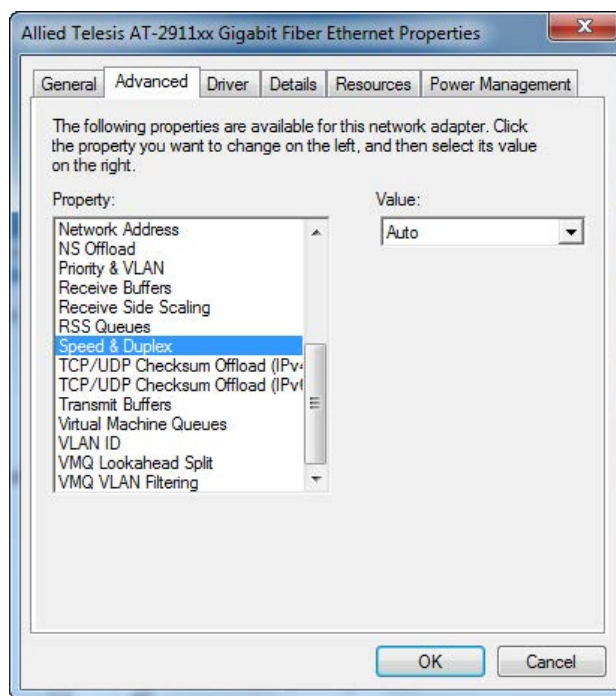 Allied Telesis AT-2911xx Gigabit Fiber Ethernet Properties
General Advanced Driver Details Resources Power Management
The following properties are available for this network adapter. Click
the property you want to change on the left, and then select its value
on the right.
Property: Value:
Network Address Auto
NS Offload
Priority & VLAN
Receive Buffers
Receive Side Scaling
RSS Queues
Speed & Duplex
TCP/UDP Checksum Offload (IPv4
TCP/UDP Checksum Offload (IPv6
Transmit Buffers
Virtual Machine Queues
VLAN ID
VMQ Lookahead Split
VMQ VLAN Filtering
OK Cancel